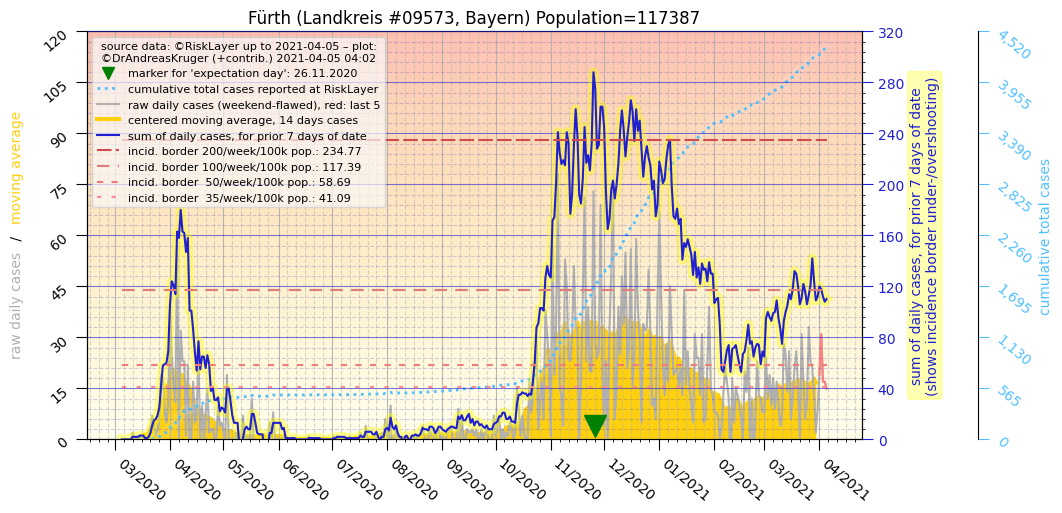 Fürth (Landkreis #09573, Bayern) Population=117387
source data: ©RiskLayer up to 2021-04-05 – plot:
©DrAndreasKruger (+contrib.) 2021-04-05 04:02
marker for 'expectation day': 26.11.2020
cumulative total cases reported at RiskLayer
raw daily cases (weekend-flawed), red: last 5
centered moving average, 14 days cases
sum of daily cases, for prior 7 days of date
incid. border 200/week/100k pop.: 234.77
incid. border 100/week/100k pop.: 117.39
incid. border  50/week/100k pop.: 58.69
incid. border  35/week/100k pop.: 41.09
raw daily cases  /  moving average
120
105
90
75
60
45
30
15
0
03/2020
04/2020
05/2020
06/2020
07/2020
08/2020
09/2020
10/2020
11/2020
12/2020
01/2021
02/2021
03/2021
04/2021
320
280
240
200
160
120
80
40
0
sum of daily cases, for prior 7 days of date
(shows incidence border under-/overshooting)
4,520
3,955
3,390
2,825
2,260
1,695
1,130
565
0
cumulative total cases